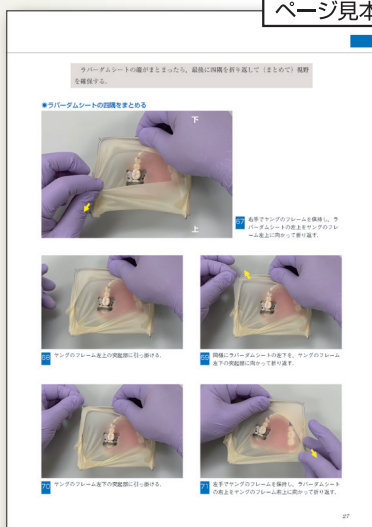 ページ見本
ラバーダムシートの龍がまとまったら，最後に四隅を折り返して（まとめて）視野
を確保する．
●ラバーダムシートの四隅をまとめる
下
上
67 右手でヤングのフレームを保持し，ラ
バーダムシートの左上をヤングのフレ
ーム左上に向かって折り返す．
68 ヤングのフレーム左上の突起部に引っ掛ける．
69 同様にラバーダムシートの左下を，ヤングのフレーム
左下の突起部に向かって折り返す．
70 ヤングのフレーム左下の突起部に引っ掛ける．
71 左手でヤングのフレームを保持し，ラバーダムシート
の右上をヤングのフレーム右上に向かって折り返す．
27